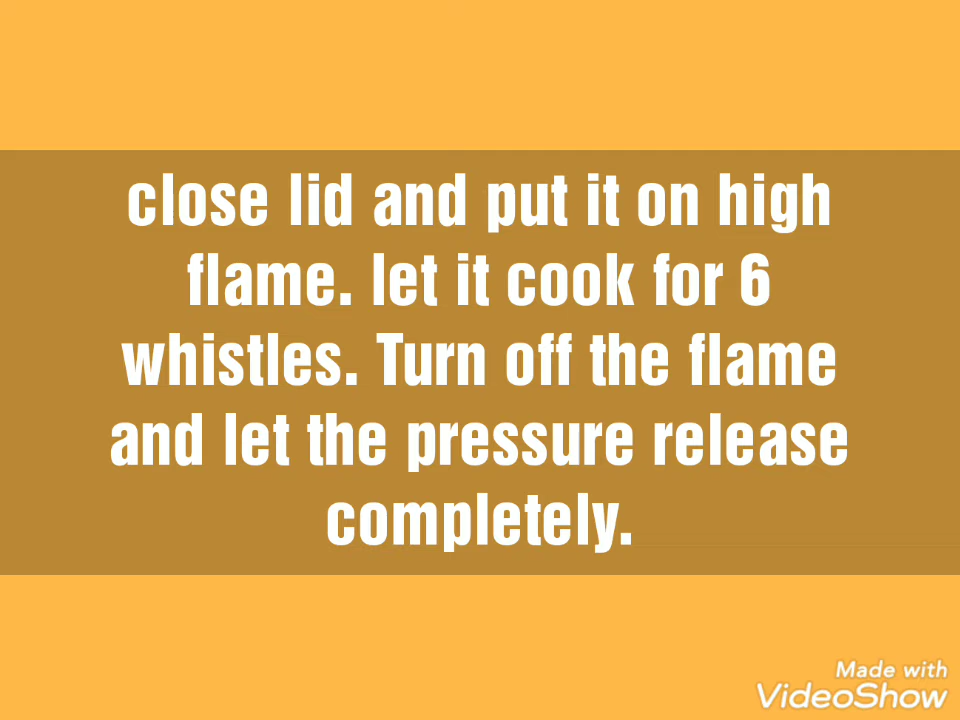 close lid and put it on high
flame. let it cook for 6
whistles. Turn off the flame
and let the pressure release
completely.
Made with
VideoShow